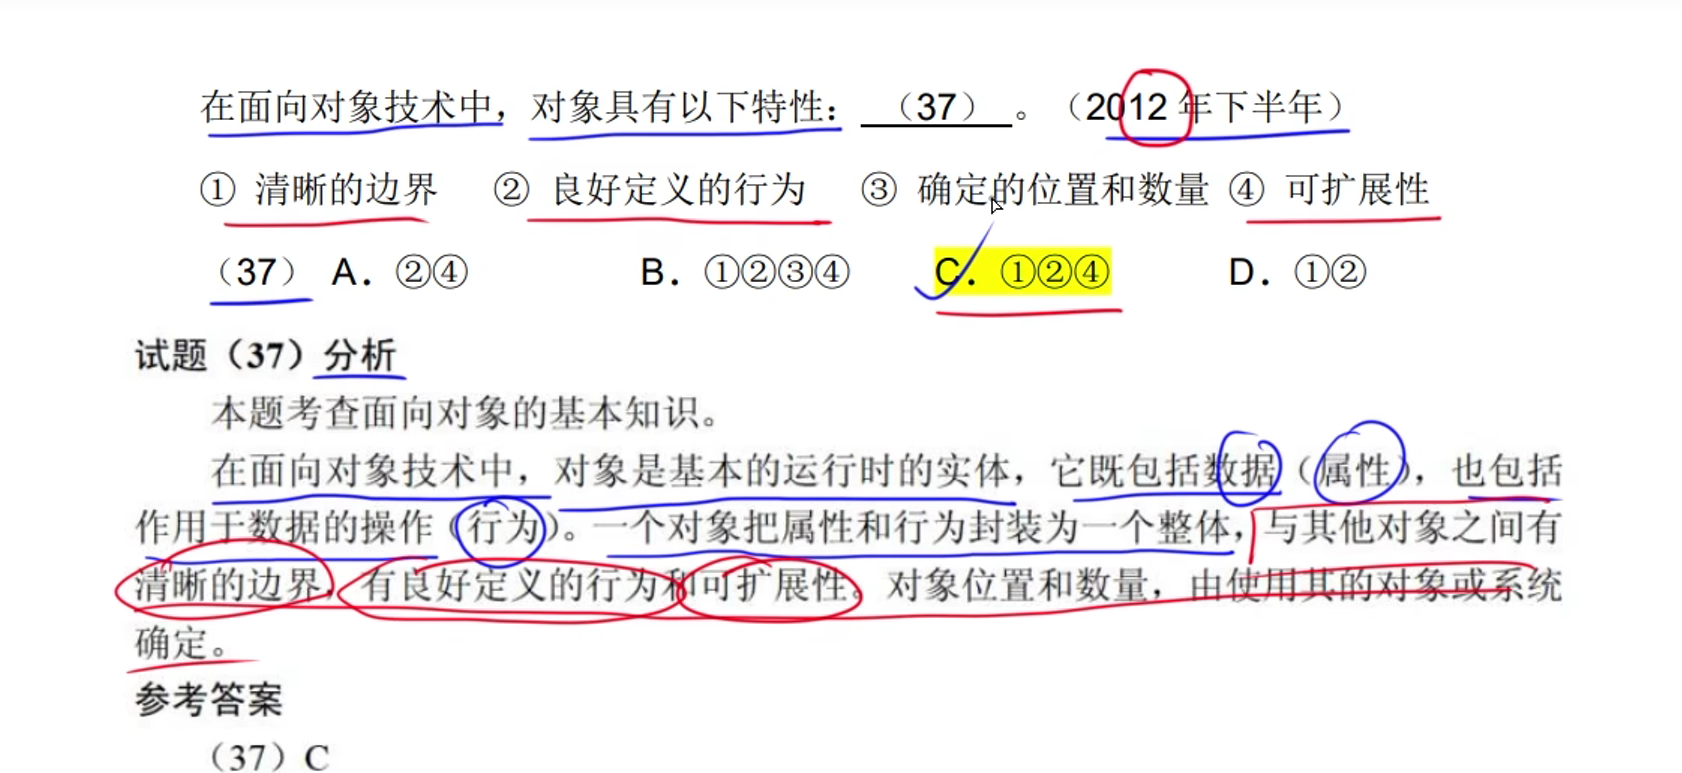 在面向对象技术中，对象具有以下特性：（37）。（2012 年下半年）
① 清晰的边界 ② 良好定义的行为 ③ 确定的位置和数量 ④ 可扩展性
（37） A．②④ B．①②③④ C．①②④ D．①②
试题（37）分析
本题考查面向对象的基本知识。
在面向对象技术中，对象是基本的运行时的实体，它既包括数据（属性），也包括
作用于数据的操作（行为）。一个对象把属性和行为封装为一个整体，与其他对象之间有
清晰的边界，有良好定义的行为和可扩展性。对象位置和数量，由使用其的对象或系统
确定。
参考答案
（37）C